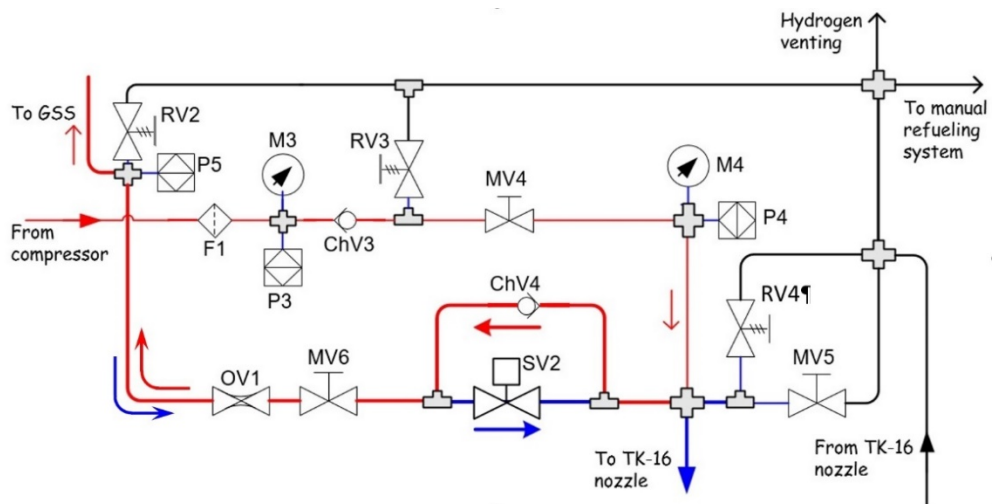 Hydrogen
venting
To GSS
RV2
To manual
refueling
system
M3
RV3
M4
P5
MV4
From
compressor
F1
ChV3
P4
P3
ChV4
RV4¶
MV6
SV2
MV5
OV1
To TK-16
nozzle
From TK-16
nozzle